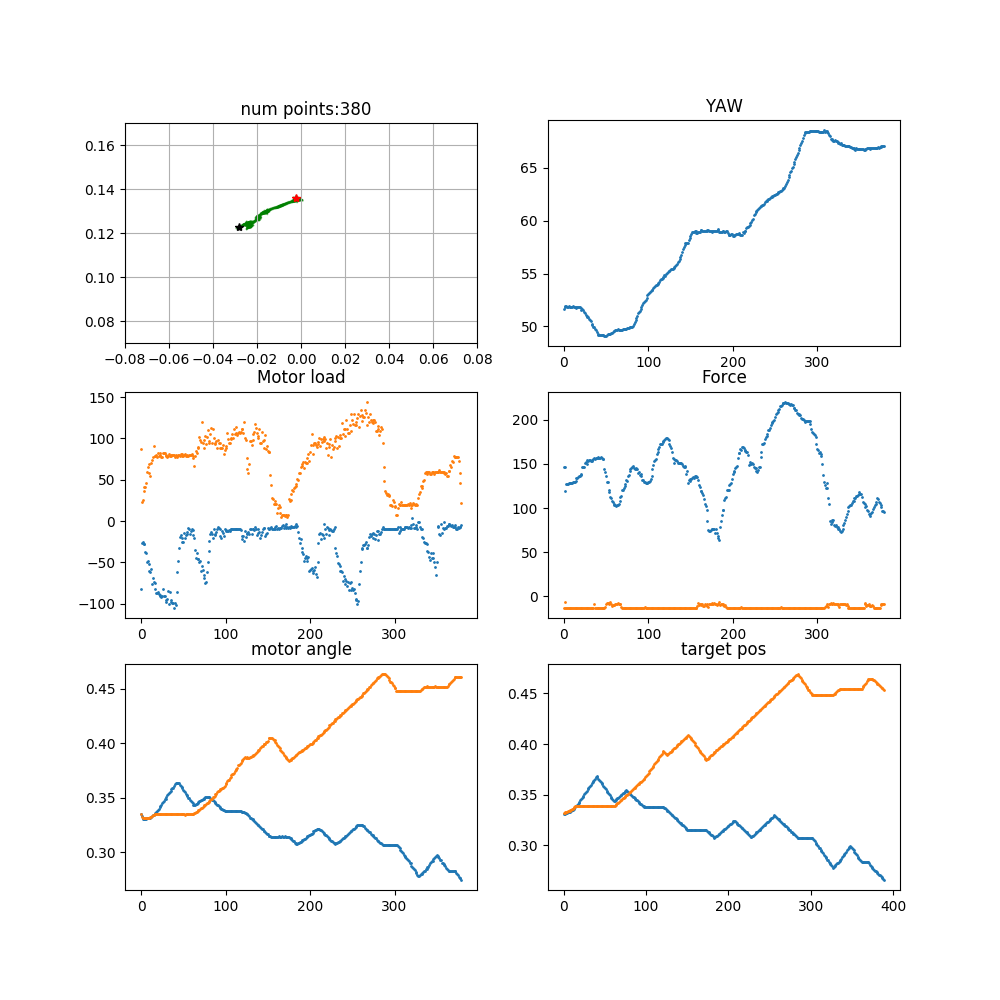 num points:380
YAW
0.16
0.14
0.12
0.10
0.08
−0.08 −0.06 −0.04 −0.02 0.00 0.02 0.04 0.06 0.08
65
60
55
50
0 100 200 300
Motor load
Force
150
100
50
0
−50
−100
0 100 200 300
200
150
100
50
0
0 100 200 300
motor angle
target pos
0.45
0.40
0.35
0.30
0 100 200 300
0.45
0.40
0.35
0.30
0 100 200 300 400